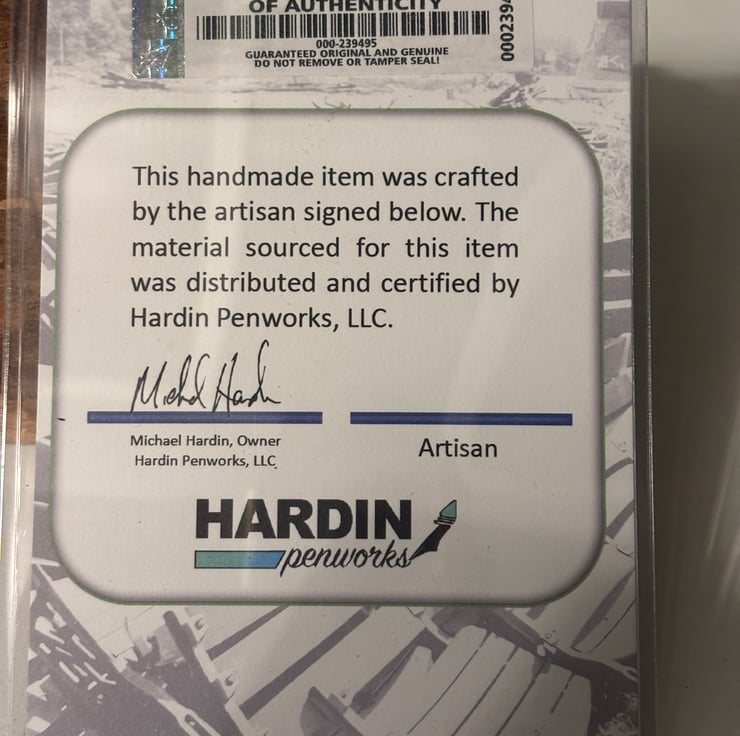 OF AUTHENTICITY
000-239495
GUARANTEED ORIGINAL AND GENUINE
DO NOT REMOVE OR TAMPER SEAL!
This handmade item was crafted
by the artisan signed below. The
material sourced for this item
was distributed and certified by
Hardin Penworks, LLC.
Michael Hardin
Michael Hardin, Owner
Hardin Penworks, LLC
Artisan
HARDIN
penworks